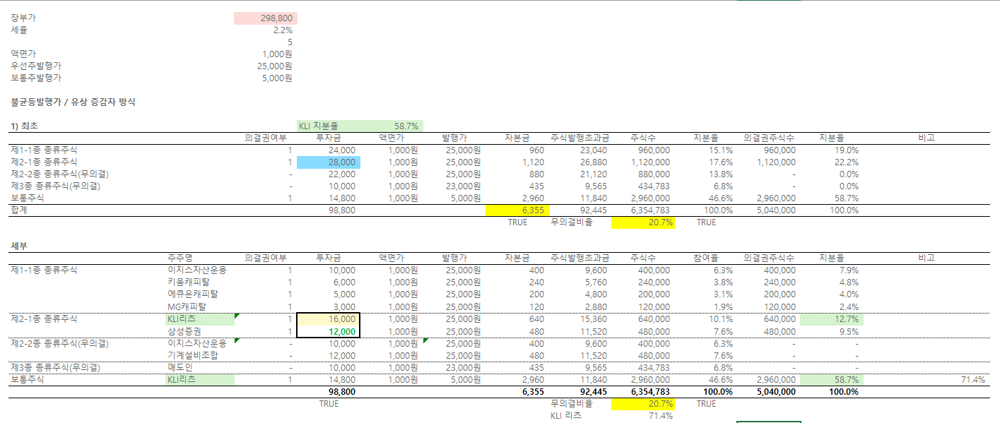 장부가 298,800
세율 2.2%
5
액면가 1,000원
우선주발행가 25,000원
보통주발행가 5,000원
불균등발행가 / 유상 증감자 방식
1) 최초 KLI 지분율 58.7%
의결권여부 투자금 액면가 발행가 자본금 주식발행초과금 주식수 지분율 의결권주식수 지분율 비고
제1-1종 종류주식 1 24,000 1,000원 25,000원 960 23,040 960,000 15.1% 960,000 19.0%
제2-1종 종류주식 1 28,000 1,000원 25,000원 1,120 26,880 1,120,000 17.6% 1,120,000 22.2%
제2-2종 종류주식(무의결) - 22,000 1,000원 25,000원 880 21,120 880,000 13.8% - 0.0%
제3종 종류주식(무의결) - 10,000 1,000원 23,000원 435 9,565 434,783 6.8% - 0.0%
보통주식 1 14,800 1,000원 5,000원 2,960 11,840 2,960,000 46.6% 2,960,000 58.7%
합계 98,800 6,355 92,445 6,354,783 100.0% 5,040,000 100.0%
TRUE 무의결비율 20.7% TRUE
세부
주주명 의결권여부 투자금 액면가 발행가 자본금 주식발행초과금 주식수 참여율 의결권주식수 지분율 비고
제1-1종 종류주식 이지스자산운용 1 10,000 1,000원 25,000원 400 9,600 400,000 6.3% 400,000 7.9%
키움캐피탈 1 6,000 1,000원 25,000원 240 5,760 240,000 3.8% 240,000 4.8%
에큐온캐피탈 1 5,000 1,000원 25,000원 200 4,800 200,000 3.1% 200,000 4.0%
MG캐피탈 1 3,000 1,000원 25,000원 120 2,880 120,000 1.9% 120,000 2.4%
제2-1종 종류주식 KLI리츠 1 16,000 1,000원 25,000원 640 15,360 640,000 10.1% 640,000 12.7%
삼성증권 1 12,000 1,000원 25,000원 480 11,520 480,000 7.6% 480,000 9.5%
제2-2종 종류주식(무의결) 이지스자산운용 - 10,000 1,000원 25,000원 400 9,600 400,000 6.3% - -
기계설비조합 - 12,000 1,000원 25,000원 480 11,520 480,000 7.6% - -
제3종 종류주식(무의결) 매도인 - 10,000 1,000원 23,000원 435 9,565 434,783 6.8% - -
보통주식 KLI리츠 1 14,800 1,000원 5,000원 2,960 11,840 2,960,000 46.6% 2,960,000 58.7% 71.4%
98,800 6,355 92,445 6,354,783 100.0% 5,040,000 100.0%
TRUE 무의결비율 20.7% TRUE
KLI 리츠 71.4%